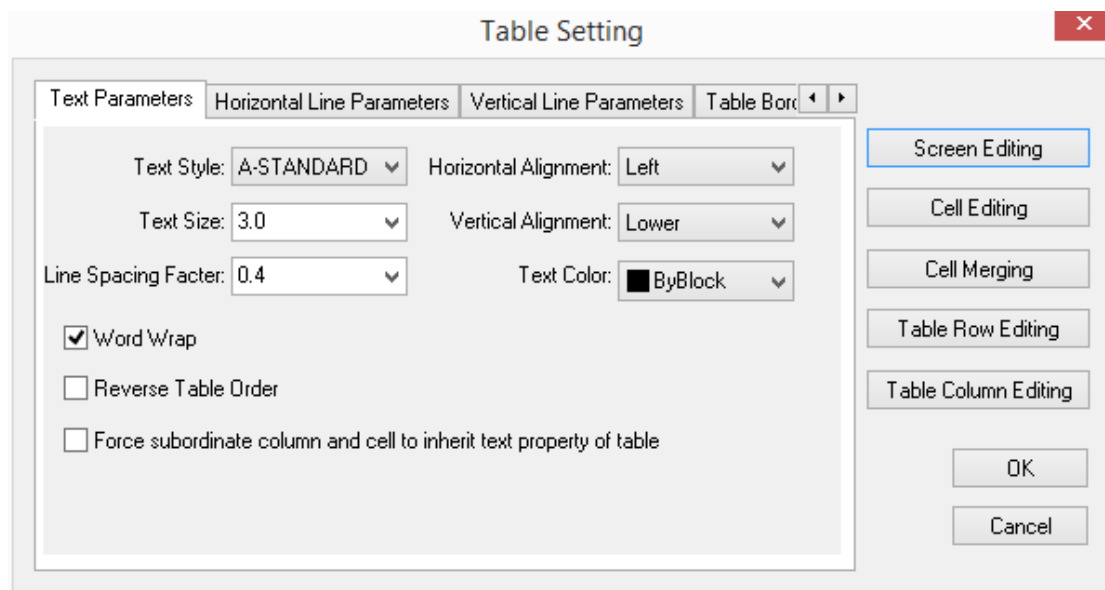 Table Setting
Text Parameters
Horizontal Line Parameters
Vertical Line Parameters
Table Bor
Text Style: A-STANDARD
Horizontal Alignment: Left
Text Size: 3.0
Vertical Alignment: Lower
Line Spacing Facter: 0.4
Text Color: ByBlock
Word Wrap
Reverse Table Order
Force subordinate column and cell to inherit text property of table
Screen Editing
Cell Editing
Cell Merging
Table Row Editing
Table Column Editing
OK
Cancel